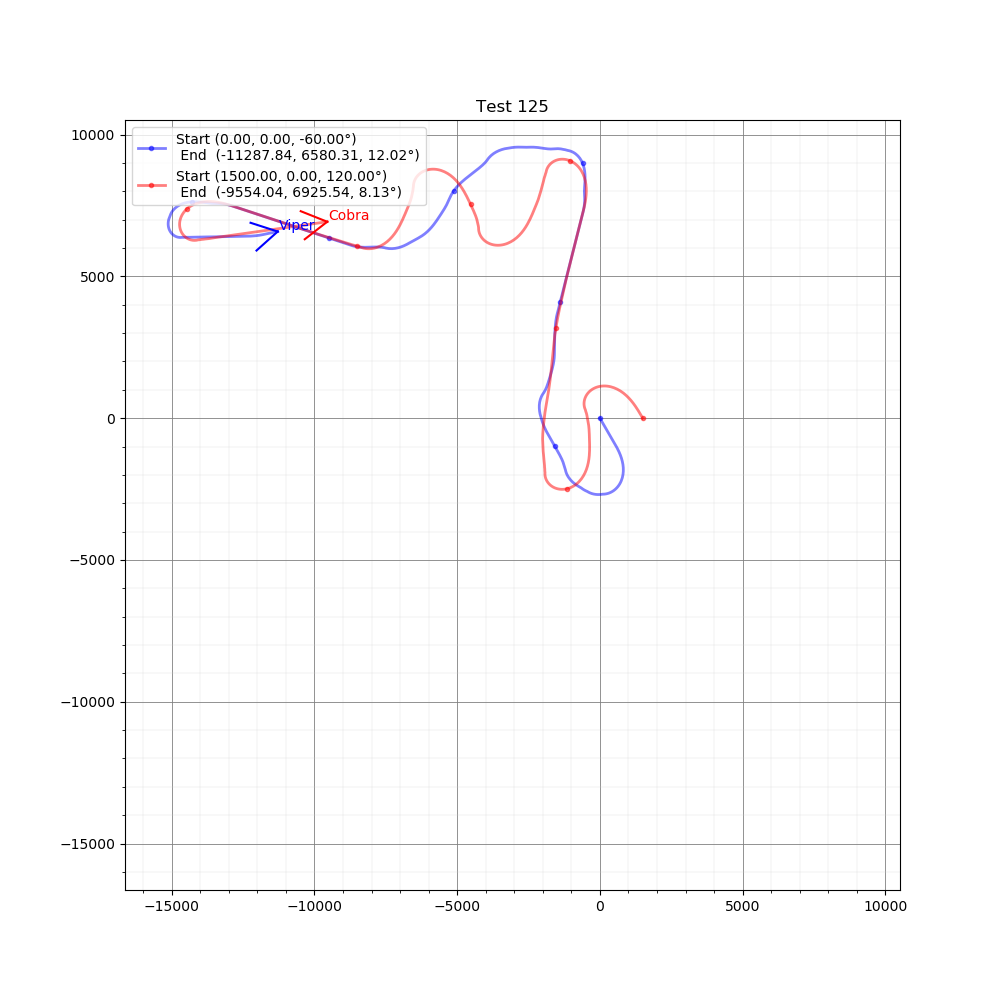 Test 125
Start (0.00, 0.00, -60.00°)
End  (-11287.84, 6580.31, 12.02°)
Start (1500.00, 0.00, 120.00°)
End  (-9554.04, 6925.54, 8.13°)
Cobra
Viper
10000
5000
0
−5000
−10000
−15000
−15000 −10000 −5000 0 5000 10000